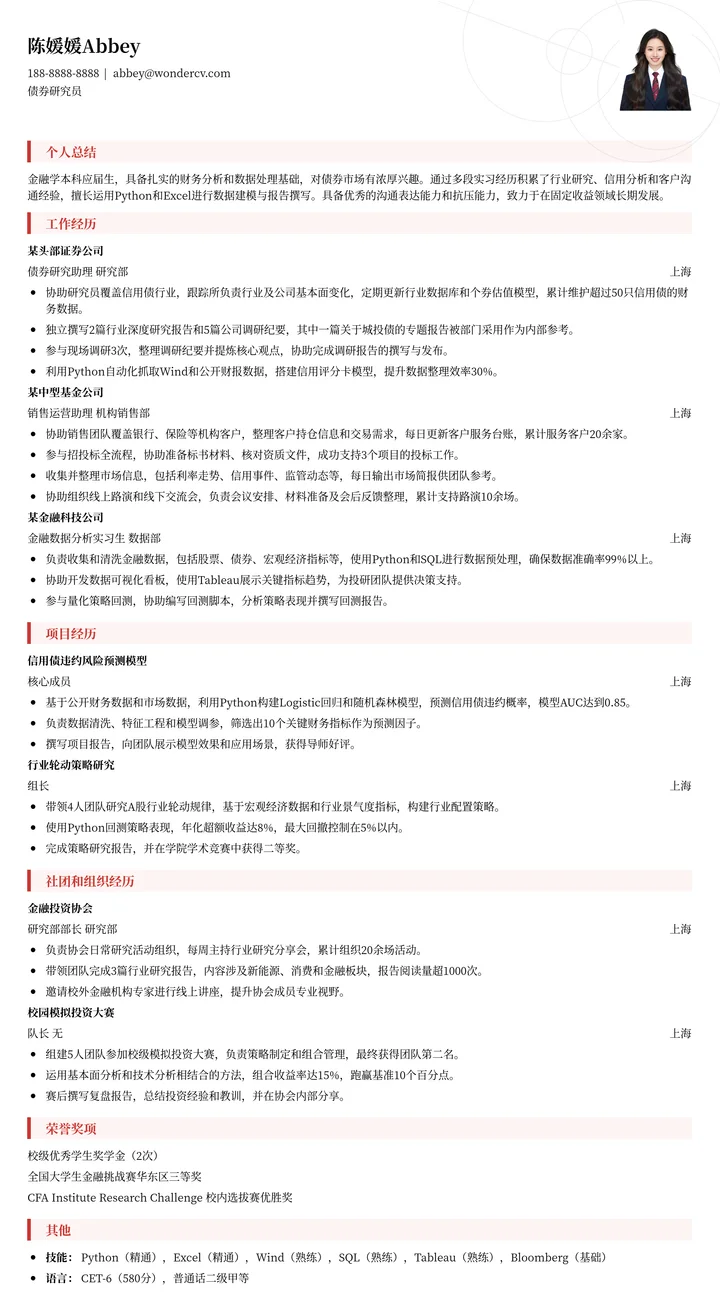 陈媛媛Abbey
188-8888-8888 | abbey@wondercv.com
债券研究员
个人总结
金融学本科应届生，具备扎实的财务分析和数据处理基础，对债券市场有浓厚兴趣。通过多段实习经历积累了行业研究、信用分析和客户沟
通经验，擅长运用Python和Excel进行数据建模与报告撰写。具备优秀的沟通表达能力和抗压能力，致力于在固定收益领域长期发展。
工作经历
某头部证券公司
债券研究助理 研究部 上海
• 协助研究员覆盖信用债行业，跟踪所负责行业及公司基本面变化，定期更新行业数据库和个券估值模型，累计维护超过50只信用债的财
务数据。
• 独立撰写2篇行业深度研究报告和5篇公司调研纪要，其中一篇关于城投债的专题报告被部门采用作为内部参考。
• 参与现场调研3次，整理调研纪要并提炼核心观点，协助完成调研报告的撰写与发布。
• 利用Python自动化抓取Wind和公开财报数据，搭建信用评分卡模型，提升数据整理效率30%。
某中型基金公司
销售运营助理 机构销售部 上海
• 协助销售团队覆盖银行、保险等机构客户，整理客户持仓信息和交易需求，每日更新客户服务台账，累计服务客户20余家。
• 参与招投标全流程，协助准备标书材料、核对资质文件，成功支持3个项目的投标工作。
• 收集并整理市场信息，包括利率走势、信用事件、监管动态等，每日输出市场简报供团队参考。
• 协助组织线上路演和线下交流会，负责会议安排、材料准备及会后反馈整理，累计支持路演10余场。
某金融科技公司
金融数据分析实习生 数据部 上海
• 负责收集和清洗金融数据，包括股票、债券、宏观经济指标等，使用Python和SQL进行数据预处理，确保数据准确率99%以上。
• 协助开发数据可视化看板，使用Tableau展示关键指标趋势，为投研团队提供决策支持。
• 参与量化策略回测，协助编写回测脚本，分析策略表现并撰写回测报告。
项目经历
信用债违约风险预测模型
核心成员 上海
• 基于公开财务数据和市场数据，利用Python构建Logistic回归和随机森林模型，预测信用债违约概率，模型AUC达到0.85。
• 负责数据清洗、特征工程和模型调参，筛选出10个关键财务指标作为预测因子。
• 撰写项目报告，向团队展示模型效果和应用场景，获得导师好评。
行业轮动策略研究
组长 上海
• 带领4人团队研究A股行业轮动规律，基于宏观经济数据和行业景气度指标，构建行业配置策略。
• 使用Python回测策略表现，年化超额收益达8%，最大回撤控制在5%以内。
• 完成策略研究报告，并在学院学术竞赛中获得二等奖。
社团和组织经历
金融投资协会
研究部部长 研究部 上海
• 负责协会日常研究活动组织，每周主持行业研究分享会，累计组织20余场活动。
• 带领团队完成3篇行业研究报告，内容涉及新能源、消费和金融板块，报告阅读量超1000次。
• 邀请校外金融机构专家进行线上讲座，提升协会成员专业视野。
校园模拟投资大赛
队长 无 上海
• 组建5人团队参加校级模拟投资大赛，负责策略制定和组合管理，最终获得团队第二名。
• 运用基本面分析和技术分析相结合的方法，组合收益率达15%，跑赢基准10个百分点。
• 赛后撰写复盘报告，总结投资经验和教训，并在协会内部分享。
荣誉奖项
校级优秀学生奖学金（2次）
全国大学生金融挑战赛华东区三等奖
CFA Institute Research Challenge 校内选拔赛优胜奖
其他
• 技能： Python（精通）, Excel（精通）, Wind（熟练）, SQL（熟练）, Tableau（熟练）, Bloomberg（基础）
• 语言： CET-6（580分）, 普通话二级甲等